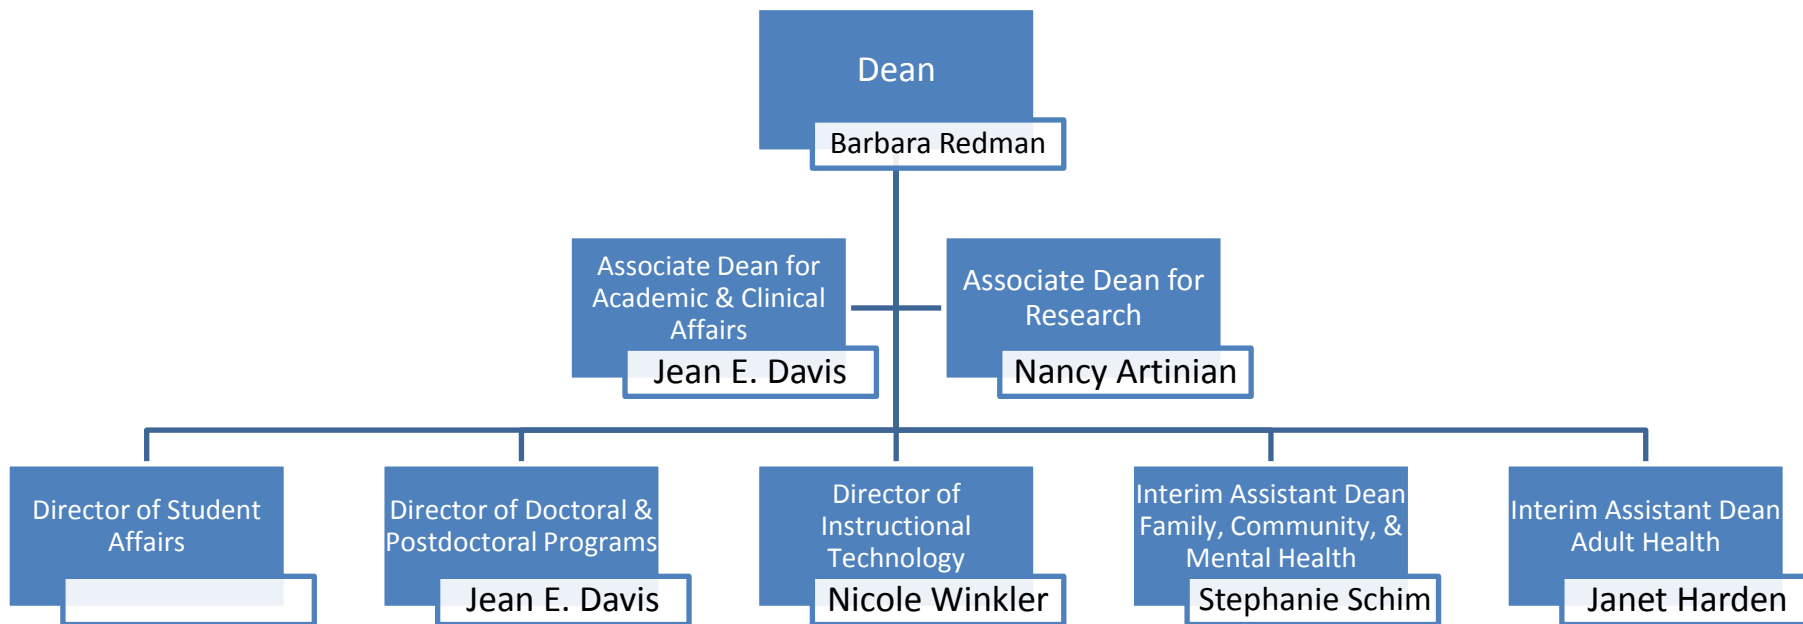 Dean
Barbara Redman
Associate Dean for
Academic & Clinical
Affairs
Jean E. Davis
Associate Dean for
Research
Nancy Artinian
Director of Student
Affairs
Director of Doctoral &
Postdoctoral Programs
Jean E. Davis
Director of
Instructional
Technology
Nicole Winkler
Interim Assistant Dean
Family, Community, &
Mental Health
Stephanie Schim
Interim Assistant Dean
Adult Health
Janet Harden